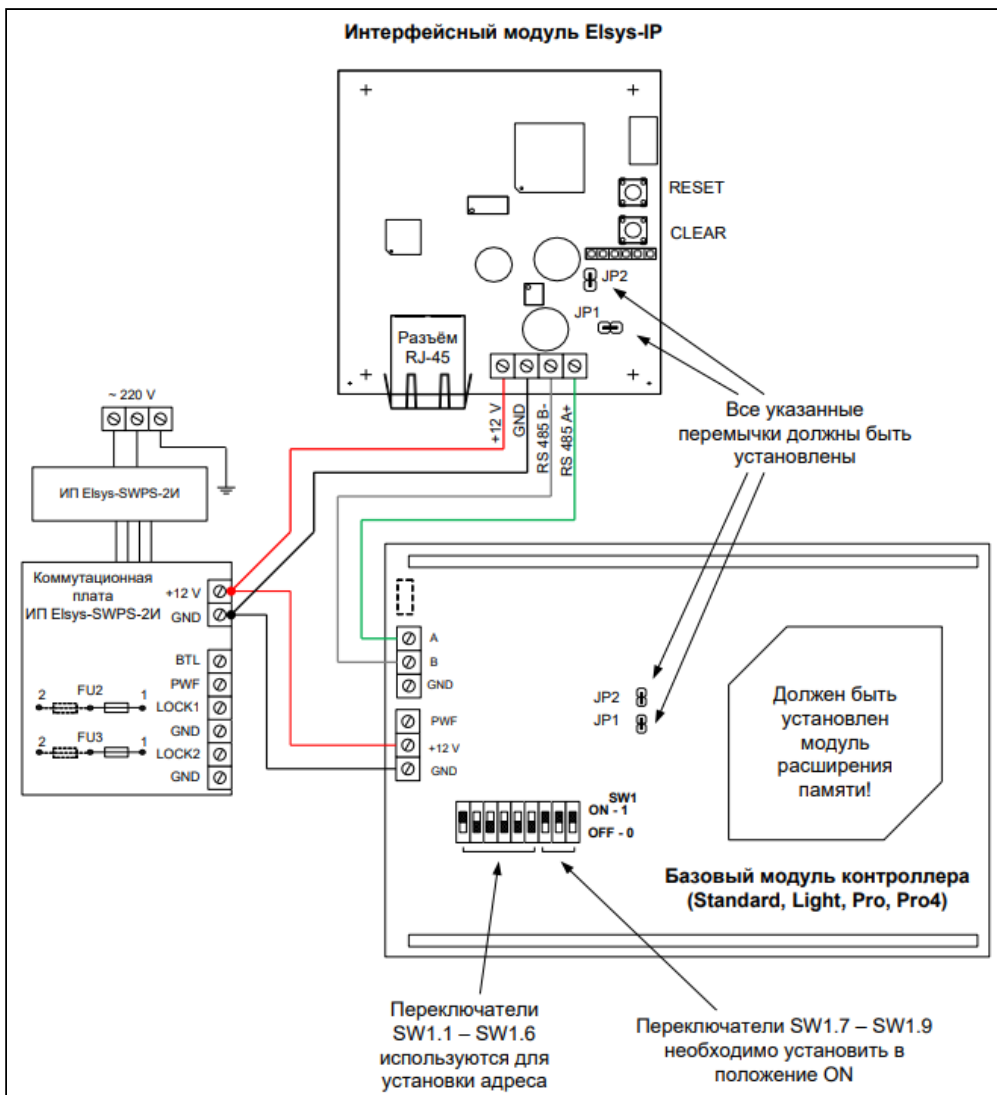 Интерфейсный модуль Elsys-IP
RESET
CLEAR
JP2
JP1
Разъём
RJ-45
+12 V
GND
RS 485 B-
RS 485 A+
Все указанные
перемычки должны быть
установлены
~ 220 V
ИП Elsys-SWPS-2И
Коммутационная
плата
ИП Elsys-SWPS-2И
+12 V
GND
BTL
PWF
LOCK1
GND
LOCK2
GND
2 FU2 1
2 FU3 1
A
B
GND
PWF
+12 V
GND
JP2
JP1
Должен быть
установлен
модуль
расширения
памяти!
SW1
ON - 1
OFF - 0
Базовый модуль контроллера
(Standard, Light, Pro, Pro4)
Переключатели
SW1.1 – SW1.6
используются для
установки адреса
Переключатели SW1.7 – SW1.9
необходимо установить в
положение ON